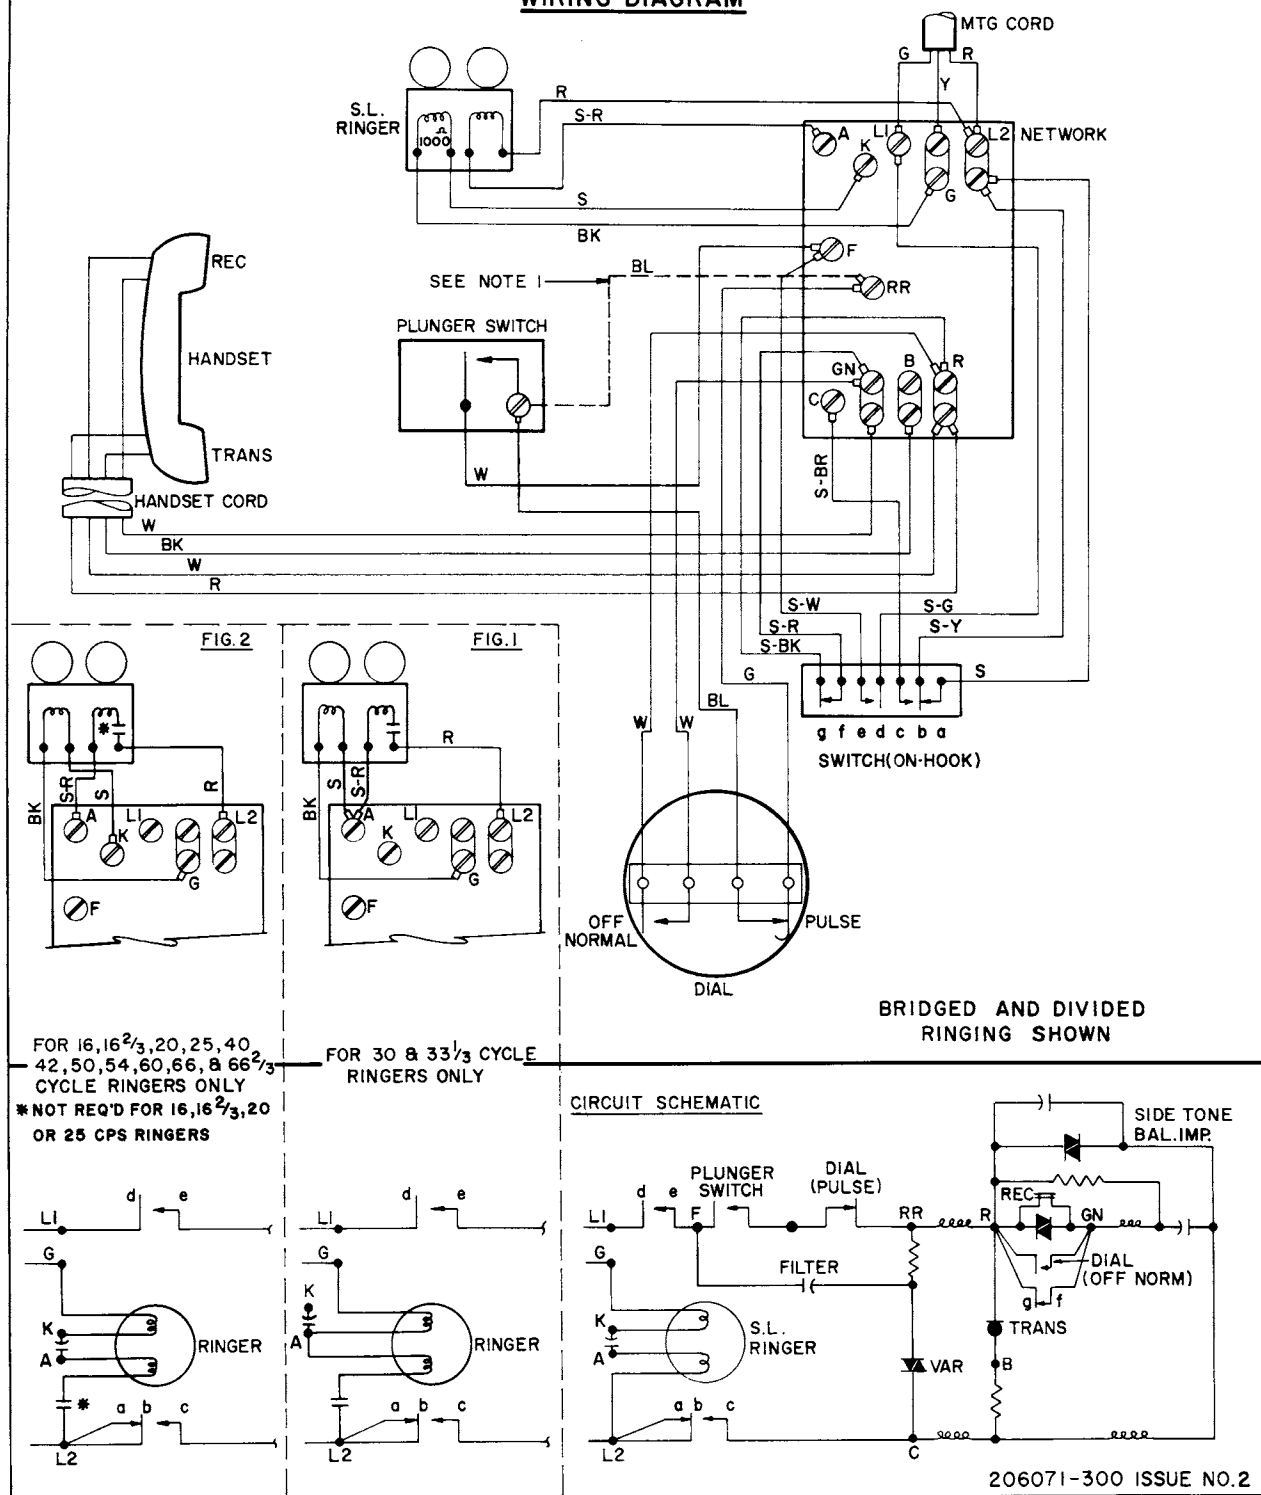 WIRING DIAGRAM
MTG CORD
G
R
Y
S.L.
RINGER
1000
Ω
R
S-R
A
K
L1
L2
NETWORK
G
S
BK
F
BL
RR
SEE NOTE 1
REC
HANDSET
TRANS
HANDSET CORD
PLUNGER SWITCH
W
GN
B
R
C
S-BR
W
BK
W
R
S-W
S-G
S-R
S-Y
S-BK
S
G
BL
W
W
g f e d c b a
SWITCH(ON-HOOK)
OFF
NORMAL
PULSE
DIAL
FIG. 2
*
BK
S-R
S
R
A
L1
L2
K
G
F
FIG. 1
R
BK
S
S-R
A
L1
L2
K
G
F
BRIDGED AND DIVIDED
RINGING SHOWN
FOR 16,16 2/3,20,25,40
42,50,54,60,66, & 66 2/3
CYCLE RINGERS ONLY
* NOT REQ'D FOR 16,16 2/3,20
OR 25 CPS RINGERS
FOR 30 & 33 1/3 CYCLE
RINGERS ONLY
CIRCUIT SCHEMATIC
d
e
L1
G
K
A
RINGER
*
a b c
L2
d
e
L1
G
K
A
RINGER
a b c
L2
SIDE TONE
BAL. IMP.
PLUNGER
SWITCH
DIAL
(PULSE)
d
e
L1
F
RR
R
REC
GN
G
FILTER
DIAL
(OFF NORM)
g f
K
A
S.L.
RINGER
TRANS
VAR
B
a b c
L2
C
206071-300 ISSUE NO.2